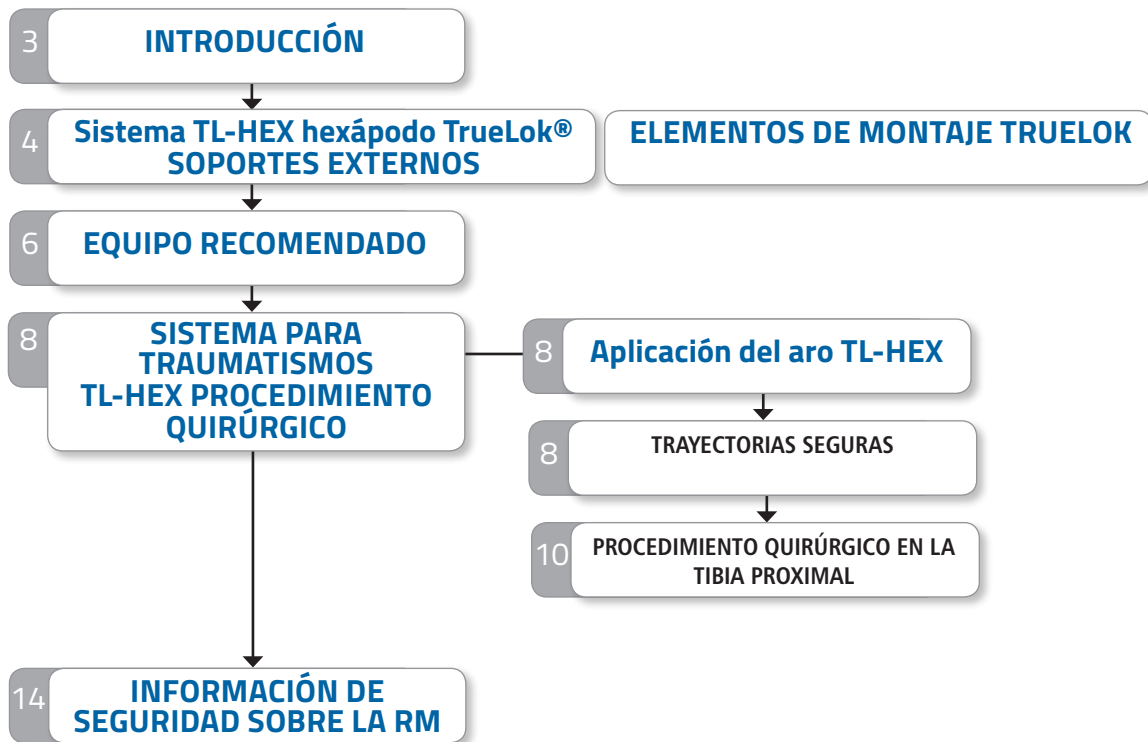 3
INTRODUCCIÓN
4
Sistema TL-HEX hexápodo TrueLok®
SOPORTES EXTERNOS
ELEMENTOS DE MONTAJE TRUELOK
6
EQUIPO RECOMENDADO
8
SISTEMA PARA
TRAUMATISMOS
TL-HEX PROCEDIMIENTO
QUIRÚRGICO
8
Aplicación del aro TL-HEX
8
TRAYECTORIAS SEGURAS
10
PROCEDIMIENTO QUIRÚRGICO EN LA
TIBIA PROXIMAL
14
INFORMACIÓN DE
SEGURIDAD SOBRE LA RM